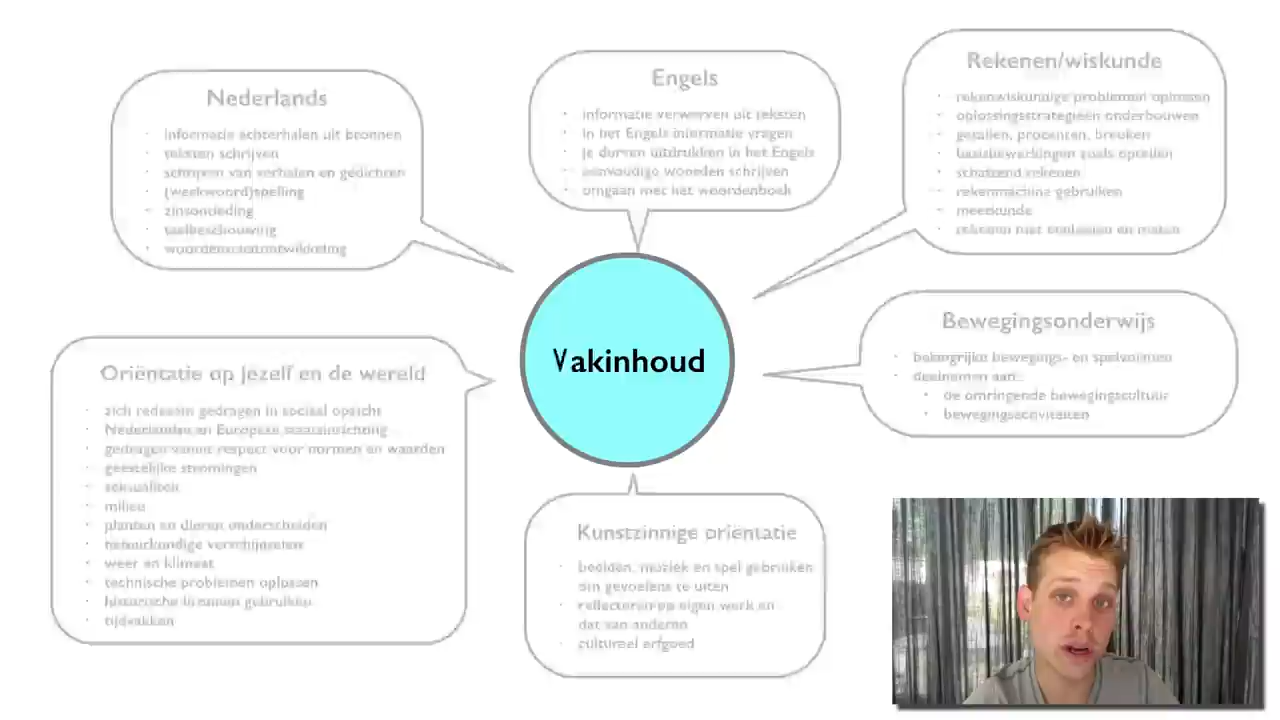 Nederlands
informatie achterhalen uit bronnen
teksten schrijven
schrijven van verhalen en gedichten
(werkwoord)spelling
zinsontleding
taalbeschouwing
woordenschatontwikkeling
Engels
informatie verwerven uit teksten
in het Engels informatie vragen
je durven uitdrukken in het Engels
eenvoudige woorden schrijven
omgaan met het woordenboek
Rekenen/wiskunde
rekenwiskundige problemen oplossen
oplossingsstrategieën onderbouwen
getallen, procenten, breuken
basisbewerkingen zoals optellen
schattend rekenen
rekenmachine gebruiken
meetkunde
rekenen met eenheden en maten
Vakinhoud
Bewegingsonderwijs
belangrijke bewegings- en spelvormen
deelnemen aan:
de omringende bewegingscultuur
bewegingsactiviteiten
Oriëntatie op jezelf en de wereld
zich redzaam gedragen in sociaal opzicht
Nederlandse en Europese staatsinrichting
gedragen vanuit respect voor normen en waarden
geestelijke stromingen
seksualiteit
milieu
planten en dieren onderscheiden
natuurkundige verschijnselen
weer en klimaat
technische problemen oplossen
historische bronnen gebruiken
tijdvakken
Kunstzinnige oriëntatie
beelden, muziek en spel gebruiken
om gevoelens te uiten
reflecteren op eigen werk en
dat van anderen
cultureel erfgoed